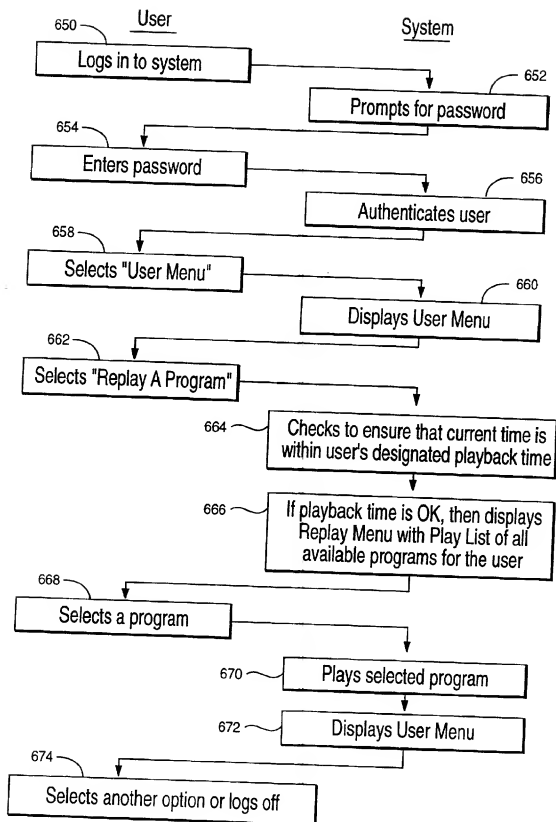 User
System
650
Logs in to system
652
Prompts for password
654
Enters password
656
Authenticates user
658
Selects "User Menu"
660
Displays User Menu
662
Selects "Replay A Program"
664
Checks to ensure that current time is
within user's designated playback time
666
If playback time is OK, then displays
Replay Menu with Play List of all
available programs for the user
668
Selects a program
670
Plays selected program
672
Displays User Menu
674
Selects another option or logs off